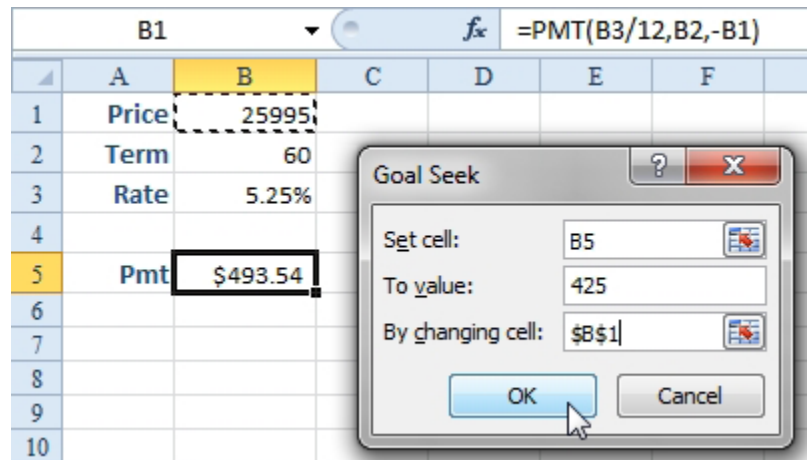 B1 fx =PMT(B3/12,B2,-B1)
A B C D E F
1 Price 25995
2 Term 60
3 Rate 5.25%
4
5 Pmt $493.54
6
7
8
9
10
Goal Seek ? X
Set cell: B5
To value: 425
By changing cell: $B$1
OK Cancel